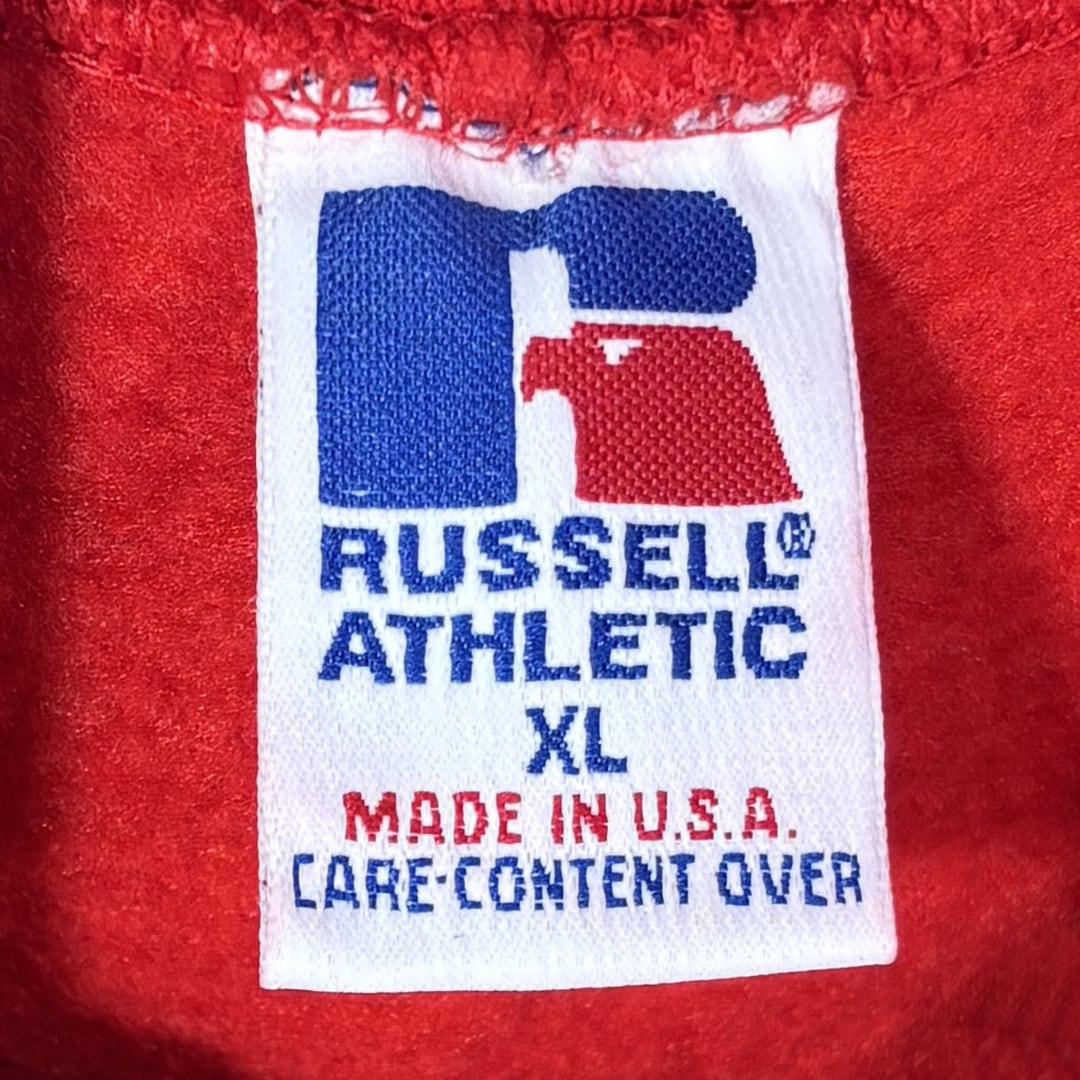 RUSSELL®
ATHLETIC
XL
MADE IN U.S.A.
CARE-CONTENT OVER